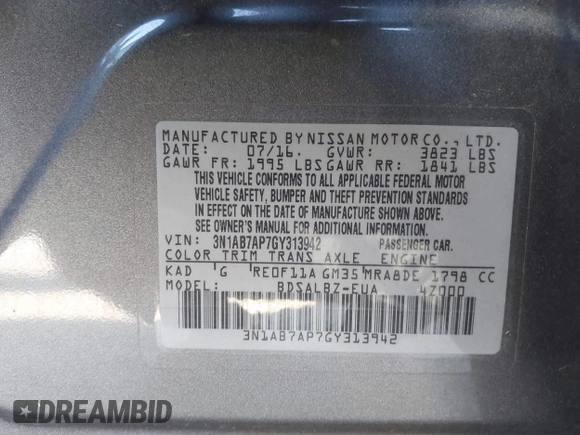 MANUFACTURED BY NISSAN MOTOR CO., LTD.
DATE: 07/16. GVWR: 3823 LBS
GAWR FR: 1995 LBS GAWR RR: 1841 LBS
THIS VEHICLE CONFORMS TO ALL APPLICABLE FEDERAL MOTOR
VEHICLE SAFETY, BUMPER AND THEFT PREVENTION STANDARDS
IN EFFECT ON THE DATE OF MANUFACTURE SHOWN ABOVE.
SEE OWNER'S MANUAL FOR ADDITIONAL INFORMATION.
VIN: 3N1AB7AP7GY313942 PASSENGER CAR.
COLOR TRIM TRANS AXLE ENGINE
KAD G RE0F11A GM35 MRA8DE 1798 CC
MODEL: BDSALBZ-EUA 4Z000
3N1AB7AP7GY313942
DREAMBID